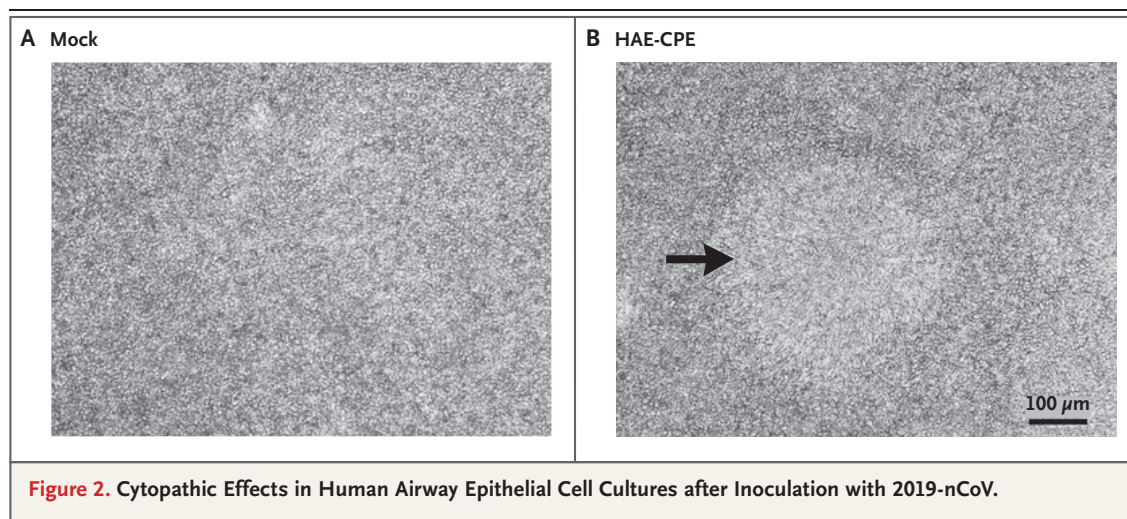 A Mock
B HAE-CPE
100 µm
Figure 2. Cytopathic Effects in Human Airway Epithelial Cell Cultures after Inoculation with 2019-nCoV.